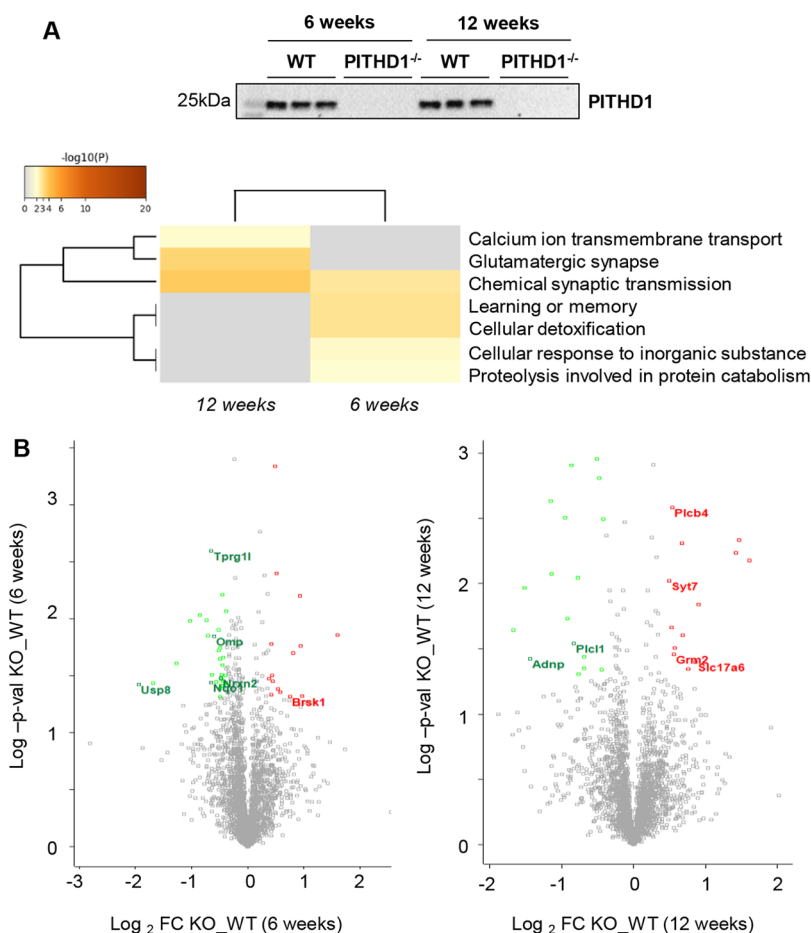 A
6 weeks
12 weeks
WT
PITHD1-/-
WT
PITHD1-/-
25kDa
PITHD1
-log10(P)
0 2 3 4 6 10 20
Calcium ion transmembrane transport
Glutamatergic synapse
Chemical synaptic transmission
Learning or memory
Cellular detoxification
Cellular response to inorganic substance
Proteolysis involved in protein catabolism
12 weeks
6 weeks
B
Log –p-val KO_WT (6 weeks)
3
2
1
0
Tprg1l
Omp
Nrxn2
Nqo1
Usp8
Brsk1
-3 -2 -1 0 1 2
Log 2 FC KO_WT (6 weeks)
Log –p-val KO_WT (12 weeks)
3
2
1
0
Plcb4
Syt7
Plcl1
Grm2
Adnp
Slc17a6
-2 -1 0 1 2
Log 2 FC KO_WT (12 weeks)